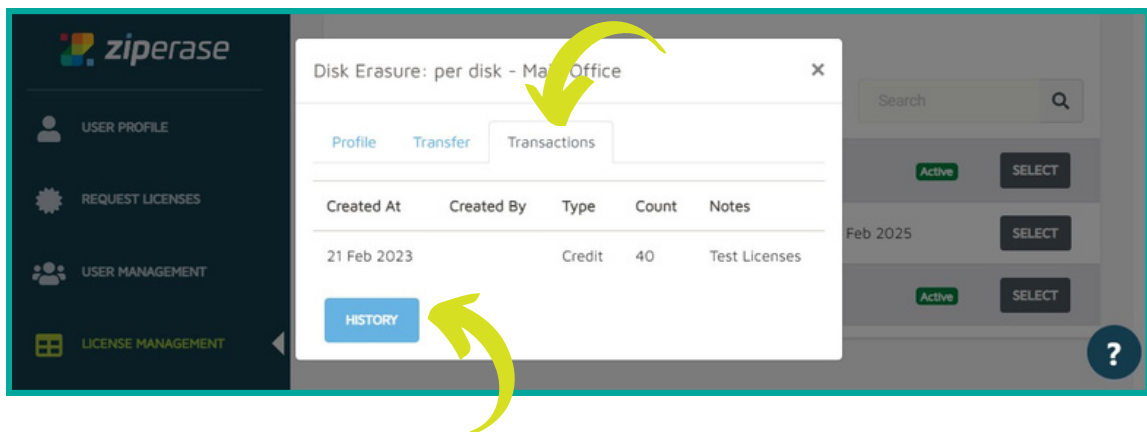 ziperase
USER PROFILE
REQUEST LICENSES
USER MANAGEMENT
LICENSE MANAGEMENT
Disk Erasure: per disk - Ma Office
×
Profile Transfer Transactions
Created At Created By Type Count Notes
21 Feb 2023 Credit 40 Test Licenses
HISTORY
Search
Active SELECT
Feb 2025 SELECT
Active SELECT
?